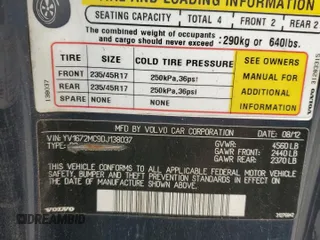 TIRE AND LOADING INFORMATION
SEATING CAPACITY TOTAL 4 FRONT 2 REAR 2
The combined weight of occupants and cargo should never exceed: 290kg or 640lbs.
TIRE SIZE COLD TIRE PRESSURE
FRONT 235/45R17 250kPa,36psi
REAR 235/45R17 250kPa,36psi
SPARE NONE NONE
SEE OWNERS MANUAL FOR ADDITIONAL INFORMATION
138037
VOLVO 31283315
MFD.BY VOLVO CAR CORPORATION 08/12
VIN: YV1672MC9DJ138037
TYPE:
GVWR: 4560 LB
GAWR FRONT: 2440 LB
GAWR REAR: 2370 LB
THIS VEHICLE CONFORMS TO ALL APPLICABLE FEDERAL MOTOR VEHICLE
SAFETY, BUMPER AND THEFT PREVENTION STANDARDS IN EFFECT
ON THE DATE OF MANUFACTURE SHOWN ABOVE.
VOLVO